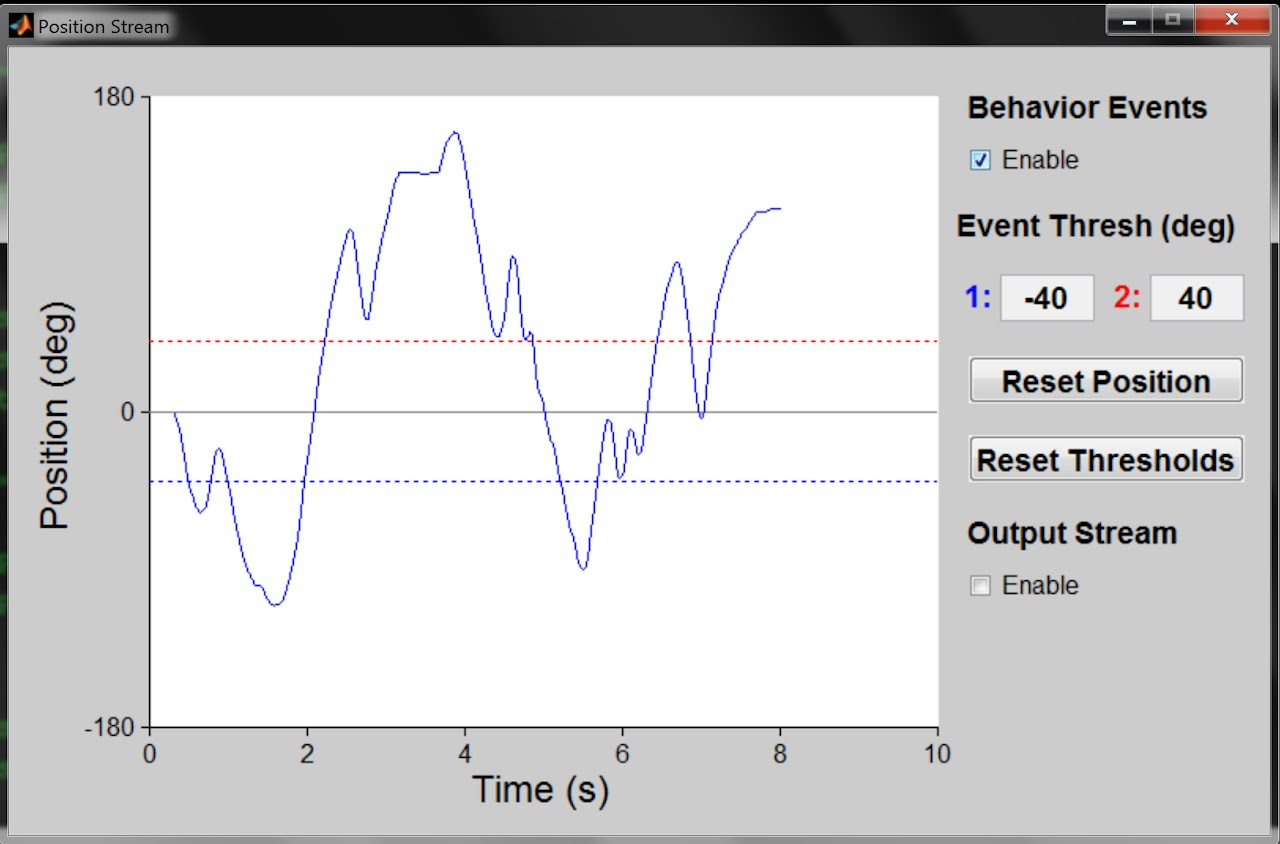 Position Stream
180
0
-180
Position (deg)
0 2 4 6 8 10
Time (s)
Behavior Events
Enable
Event Thresh (deg)
1: -40 2: 40
Reset Position
Reset Thresholds
Output Stream
Enable